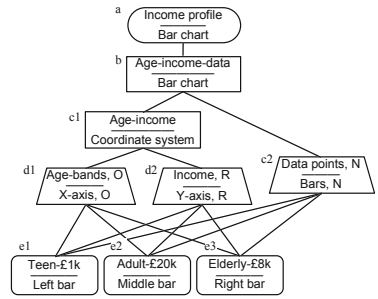 a
Income profile
Bar chart
b
Age-income-data
Bar chart
c1
Age-income
Coordinate system
c2
Data points, N
Bars, N
d1
Age-bands, O
X-axis, O
d2
Income, R
Y-axis, R
e1
Teen-£1k
Left bar
e2
Adult-£20k
Middle bar
e3
Elderly-£8k
Right bar